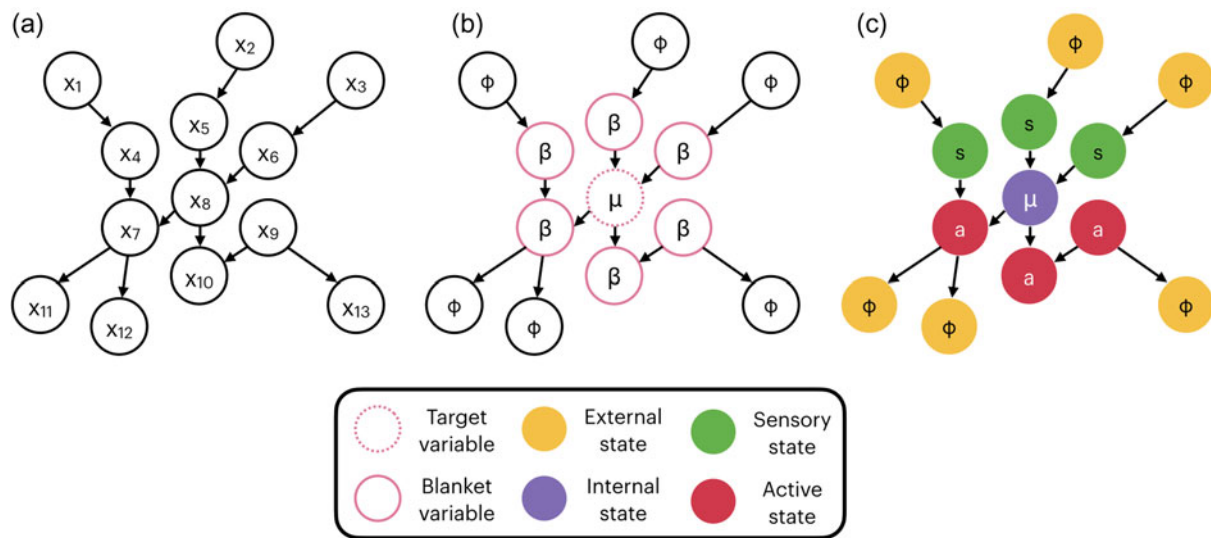 (a)
x1
x2
x3
x4
x5
x6
x7
x8
x9
x10
x11
x12
x13
(b)
ϕ
ϕ
ϕ
β
β
β
μ
β
β
β
ϕ
ϕ
ϕ
(c)
ϕ
ϕ
ϕ
s
s
s
μ
a
a
a
ϕ
ϕ
ϕ
Target
variable
External
state
Sensory
state
Blanket
variable
Internal
state
Active
state